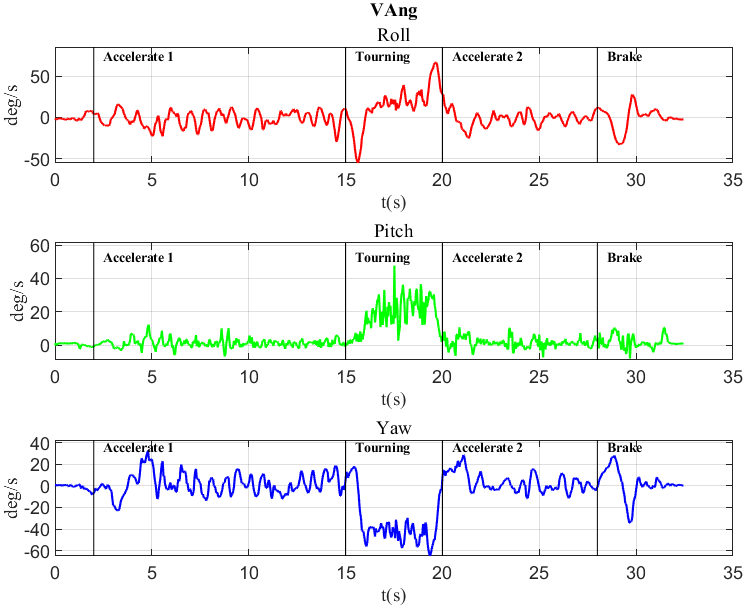 VAng
Roll
Accelerate 1 Tourning Accelerate 2 Brake
deg/s
50
0
-50
0 5 10 15 20 25 30 35
t(s)
Pitch
Accelerate 1 Tourning Accelerate 2 Brake
deg/s
60
40
20
0
0 5 10 15 20 25 30 35
t(s)
Yaw
Accelerate 1 Tourning Accelerate 2 Brake
deg/s
40
20
0
-20
-40
-60
0 5 10 15 20 25 30 35
t(s)